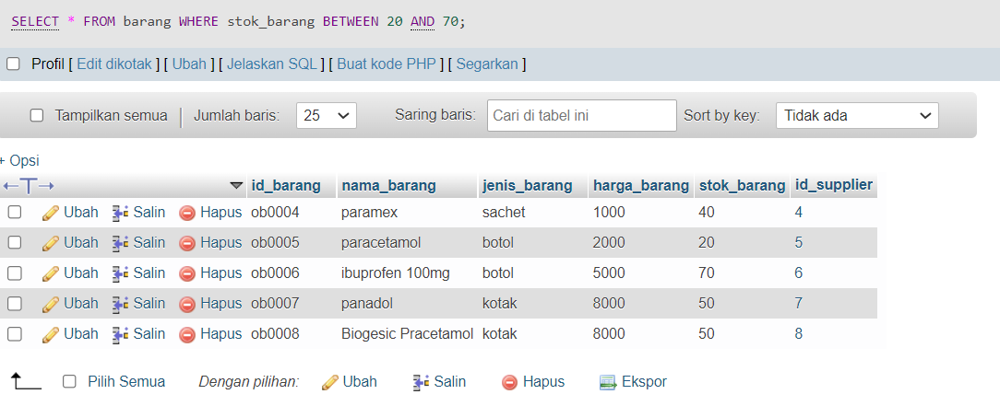 SELECT * FROM barang WHERE stok_barang BETWEEN 20 AND 70;
Profil [ Edit dikotak ] [ Ubah ] [ Jelaskan SQL ] [ Buat kode PHP ] [ Segarkan ]
Tampilkan semua | Jumlah baris: 25 Saring baris: Cari di tabel ini Sort by key: Tidak ada
+ Opsi
id_barang nama_barang jenis_barang harga_barang stok_barang id_supplier
Ubah Salin Hapus ob0004 paramex sachet 1000 40 4
Ubah Salin Hapus ob0005 paracetamol botol 2000 20 5
Ubah Salin Hapus ob0006 ibuprofen 100mg botol 5000 70 6
Ubah Salin Hapus ob0007 panadol kotak 8000 50 7
Ubah Salin Hapus ob0008 Biogesic Pracetamol kotak 8000 50 8
Pilih Semua Dengan pilihan: Ubah Salin Hapus Ekspor